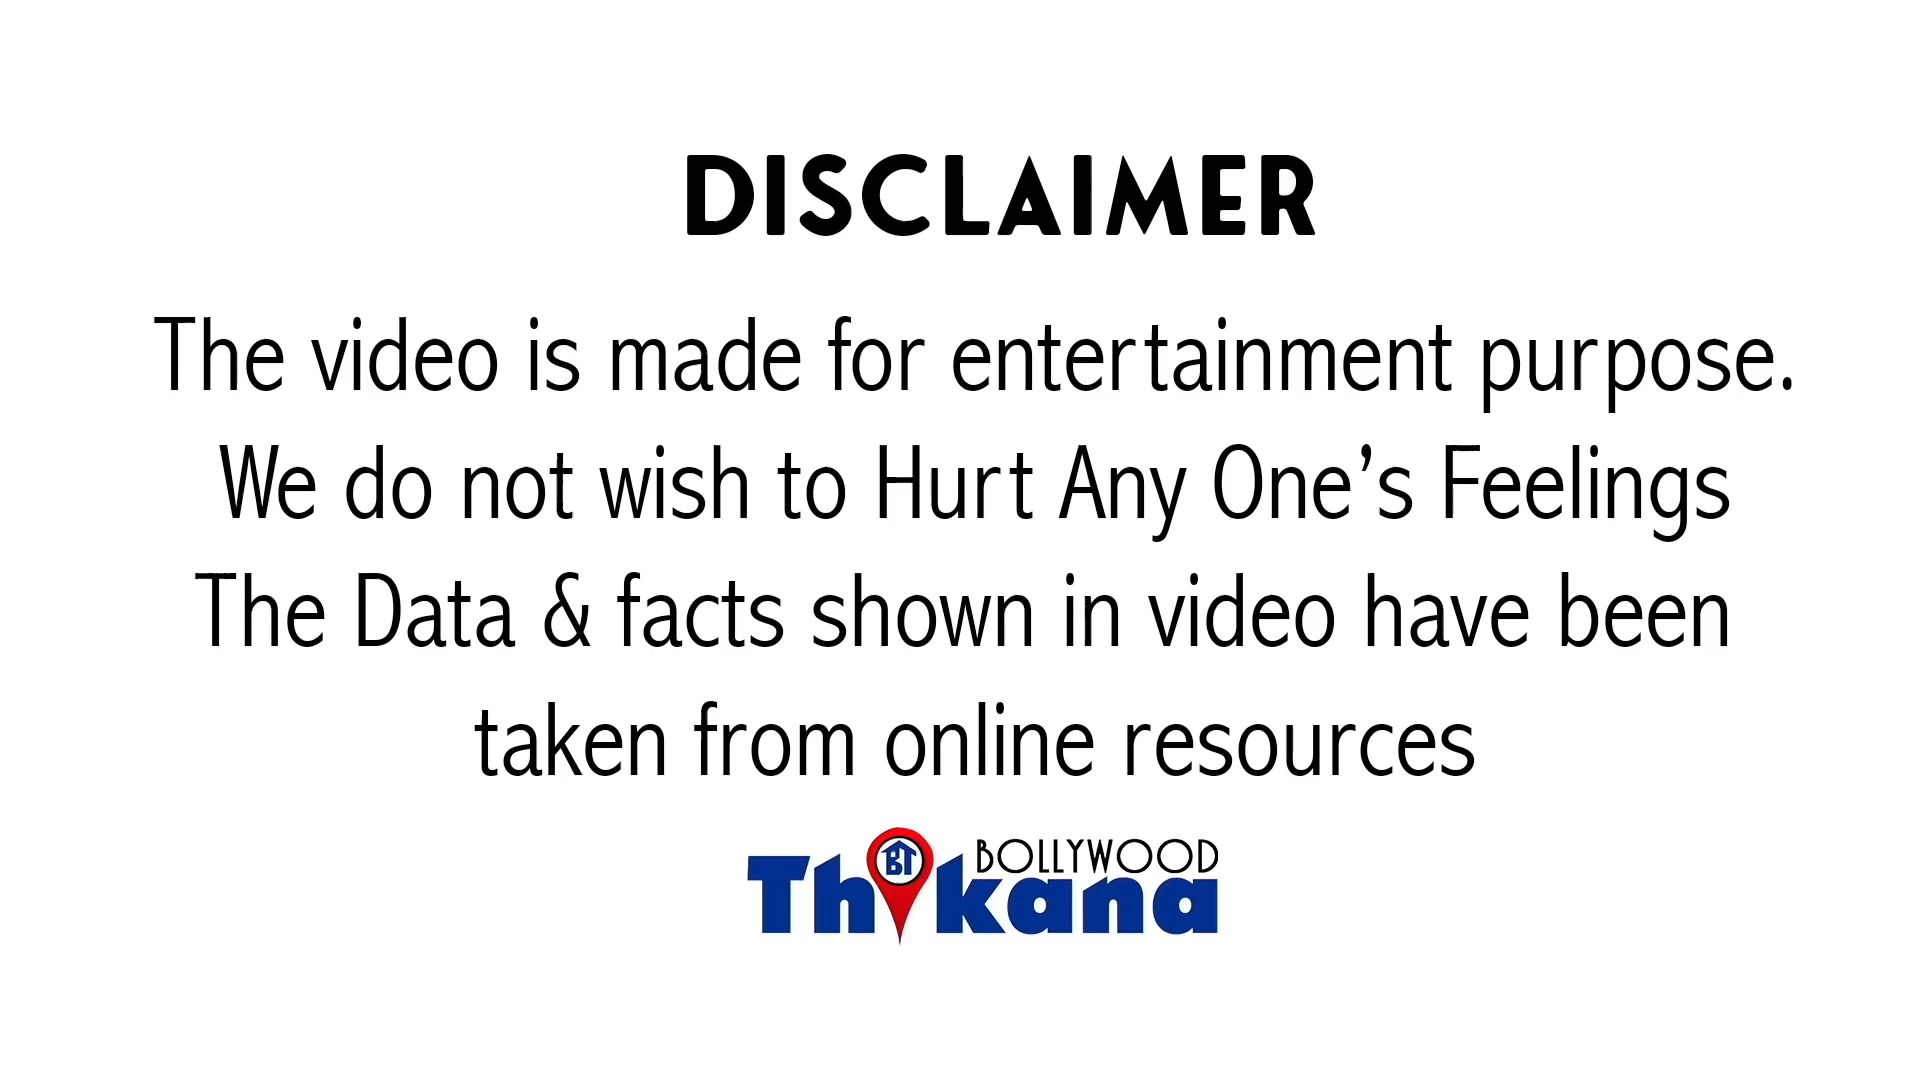 DISCLAIMER
The video is made for entertainment purpose.
We do not wish to Hurt Any One’s Feelings
The Data & facts shown in video have been
taken from online resources
BT
BOLLYWOOD
Thikana